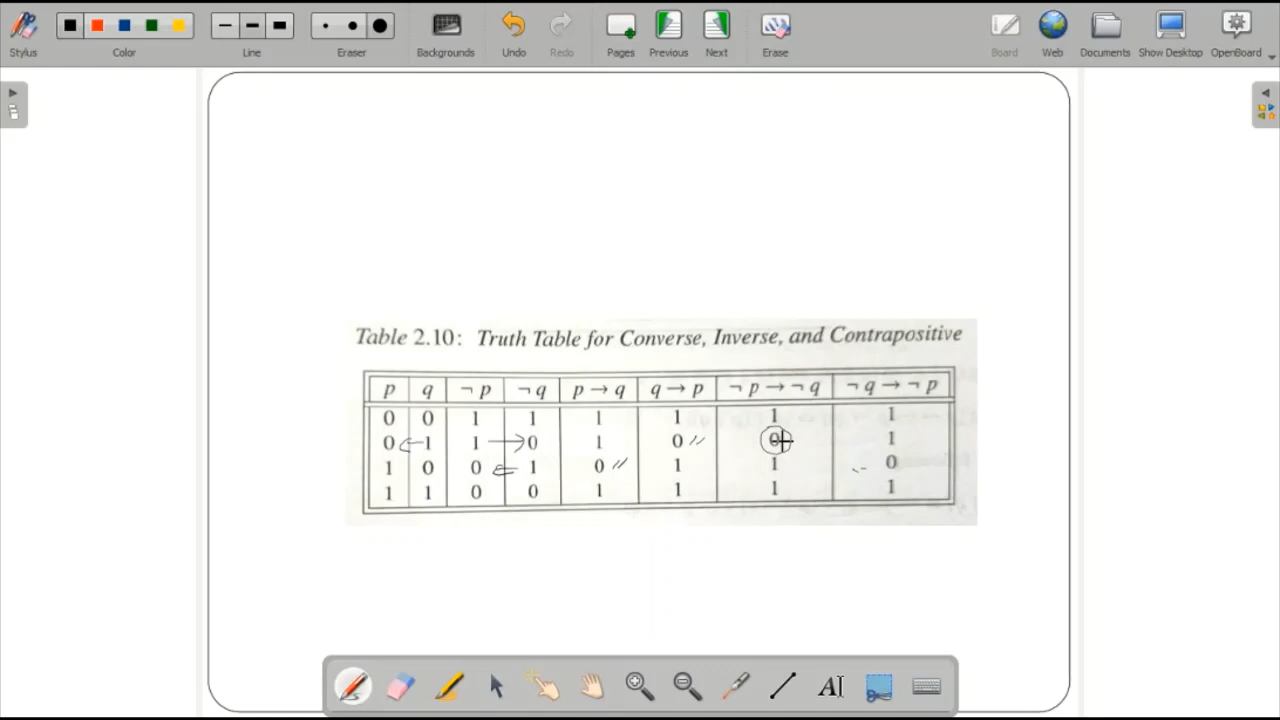 Stylus Color Line Eraser Backgrounds Undo Redo Pages Previous Next Erase Board Web Documents Show Desktop OpenBoard
Table 2.10: Truth Table for Converse, Inverse, and Contrapositive
p q ¬ p ¬ q p → q q → p ¬ p → ¬ q ¬ q → ¬ p
0 0 1 1 1 1 1 1
0 1 1 0 1 0 0 1
1 0 0 1 0 1 1 0
1 1 0 0 1 1 1 1